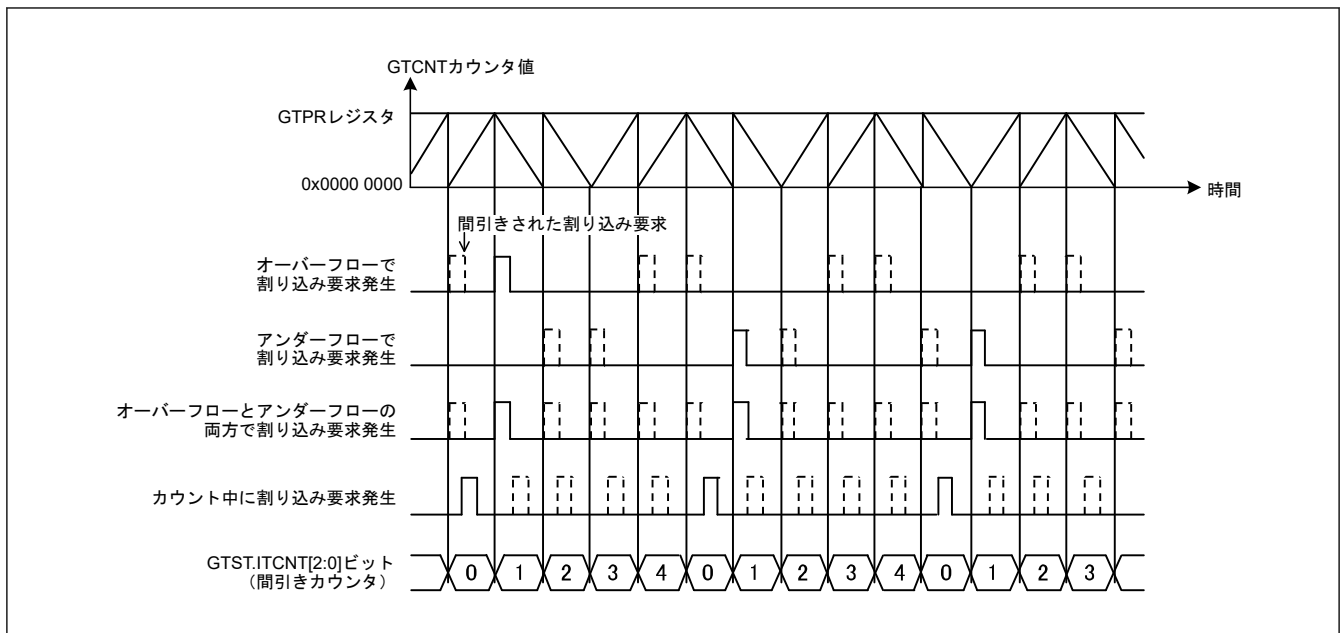 GTCNTカウンタ値
GTPRレジスタ
0x0000 0000
時間
間引きされた割り込み要求
オーバーフローで
割り込み要求発生
アンダーフローで
割り込み要求発生
オーバーフローとアンダーフローの
両方で割り込み要求発生
カウント中に割り込み要求発生
GTST.ITCNT[2:0]ビット
（間引きカウンタ）
0 1 2 3 4 0 1 2 3 4 0 1 2 3